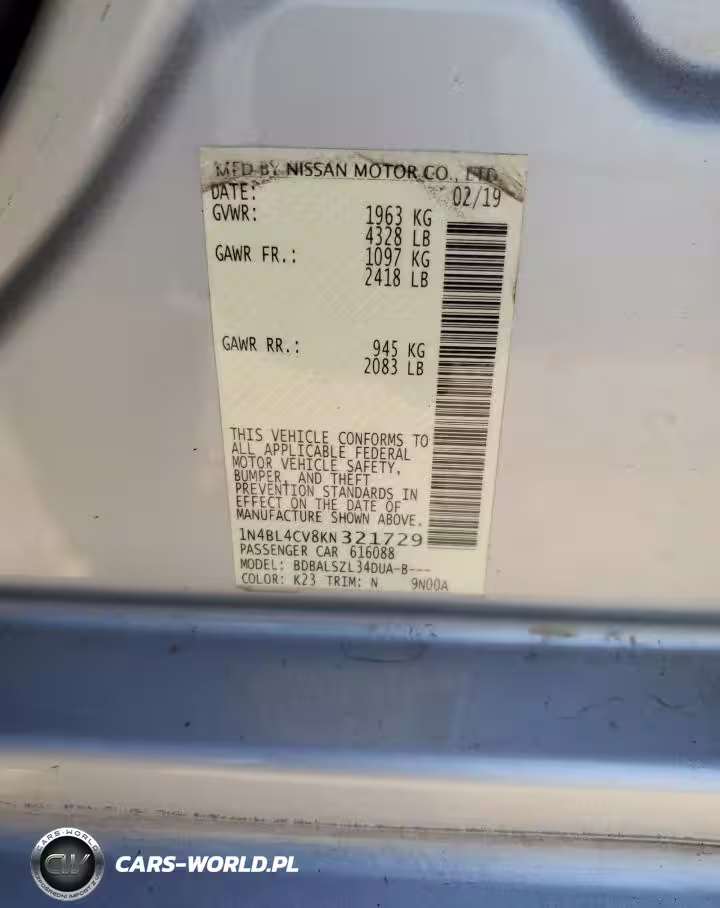 MFD BY NISSAN MOTOR CO., LTD.
DATE: 02/19
GVWR: 1963 KG
4328 LB
GAWR FR.: 1097 KG
2418 LB
GAWR RR.: 945 KG
2083 LB
THIS VEHICLE CONFORMS TO
ALL APPLICABLE FEDERAL
MOTOR VEHICLE SAFETY,
BUMPER, AND THEFT
PREVENTION STANDARDS IN
EFFECT ON THE DATE OF
MANUFACTURE SHOWN ABOVE.
1N4BL4CV8KN321729
PASSENGER CAR 616088
MODEL: BDBALSZL34DUA-B---
COLOR: K23 TRIM: N 9N00A
CARS-WORLD
CW
CARS-WORLD.PL